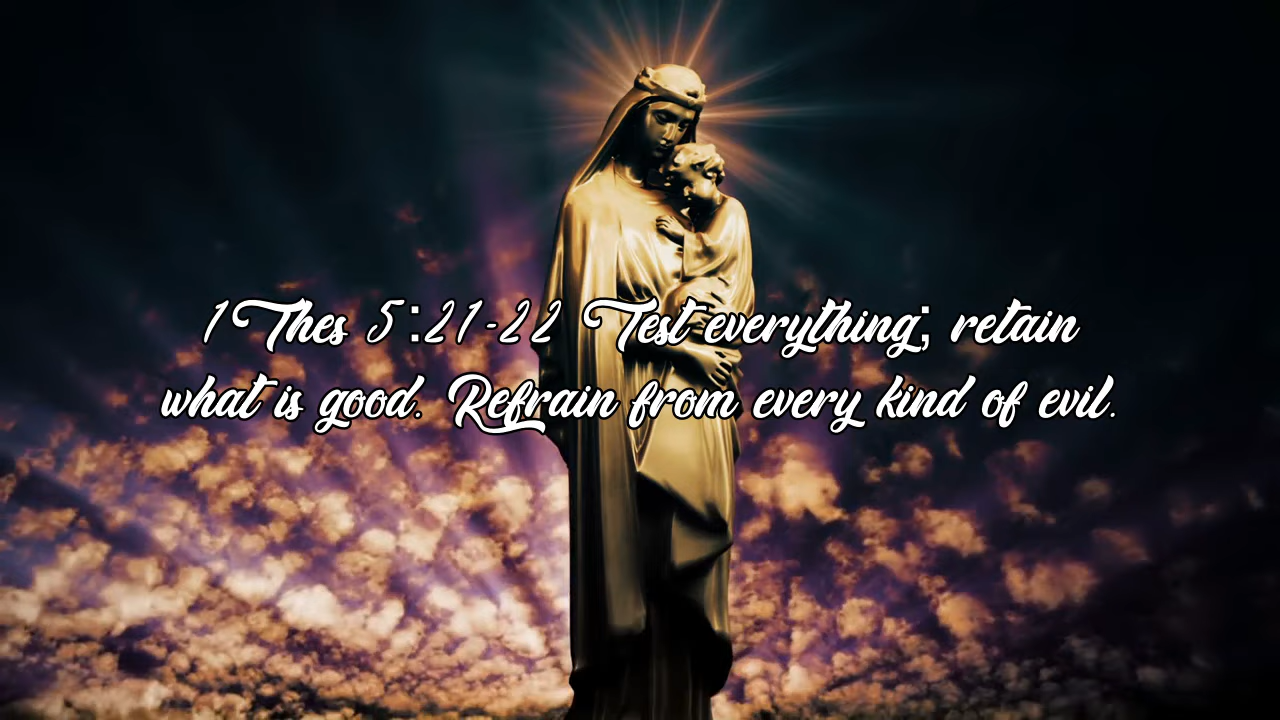 1 Thes 5:21-22 Test everything; retain
what is good. Refrain from every kind of evil.